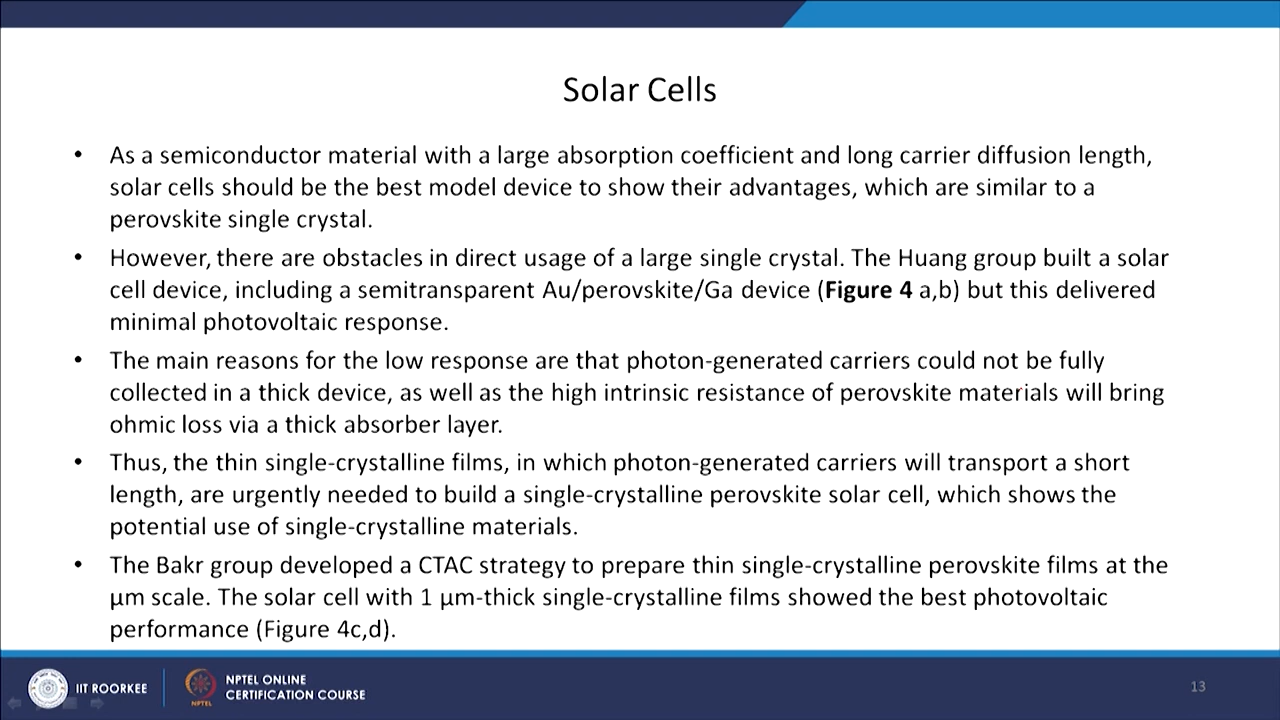 Solar Cells
• As a semiconductor material with a large absorption coefficient and long carrier diffusion length,
solar cells should be the best model device to show their advantages, which are similar to a
perovskite single crystal.
• However, there are obstacles in direct usage of a large single crystal. The Huang group built a solar
cell device, including a semitransparent Au/perovskite/Ga device (Figure 4 a,b) but this delivered
minimal photovoltaic response.
• The main reasons for the low response are that photon-generated carriers could not be fully
collected in a thick device, as well as the high intrinsic resistance of perovskite materials will bring
ohmic loss via a thick absorber layer.
• Thus, the thin single-crystalline films, in which photon-generated carriers will transport a short
length, are urgently needed to build a single-crystalline perovskite solar cell, which shows the
potential use of single-crystalline materials.
• The Bakr group developed a CTAC strategy to prepare thin single-crystalline perovskite films at the
µm scale. The solar cell with 1 µm-thick single-crystalline films showed the best photovoltaic
performance (Figure 4c,d).
IIT ROORKEE
NPTEL
NPTEL ONLINE
CERTIFICATION COURSE
13